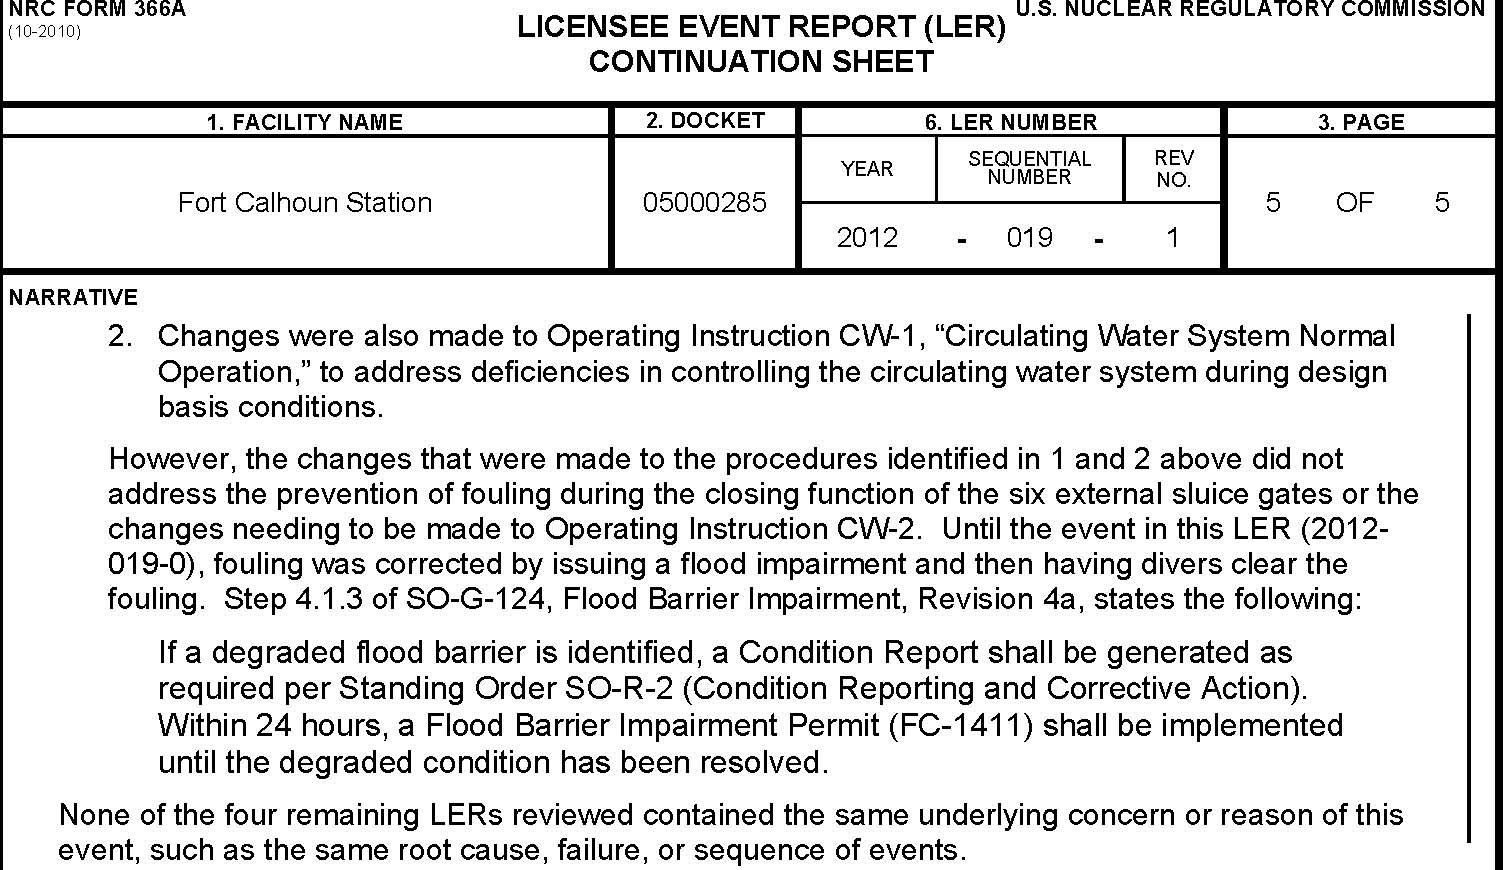 NRC FORM 366A
(10-2010)
LICENSEE EVENT REPORT (LER)
CONTINUATION SHEET
U.S. NUCLEAR REGULATORY COMMISSION
1. FACILITY NAME
2. DOCKET
6. LER NUMBER
3. PAGE
Fort Calhoun Station
05000285
YEAR
SEQUENTIAL
NUMBER
REV
NO.
2012 - 019 - 1
5 OF 5
NARRATIVE
2. Changes were also made to Operating Instruction CW-1, “Circulating Water System Normal
Operation,” to address deficiencies in controlling the circulating water system during design
basis conditions.
However, the changes that were made to the procedures identified in 1 and 2 above did not
address the prevention of fouling during the closing function of the six external sluice gates or the
changes needing to be made to Operating Instruction CW-2. Until the event in this LER (2012-
019-0), fouling was corrected by issuing a flood impairment and then having divers clear the
fouling. Step 4.1.3 of SO-G-124, Flood Barrier Impairment, Revision 4a, states the following:
If a degraded flood barrier is identified, a Condition Report shall be generated as
required per Standing Order SO-R-2 (Condition Reporting and Corrective Action).
Within 24 hours, a Flood Barrier Impairment Permit (FC-1411) shall be implemented
until the degraded condition has been resolved.
None of the four remaining LERs reviewed contained the same underlying concern or reason of this
event, such as the same root cause, failure, or sequence of events.